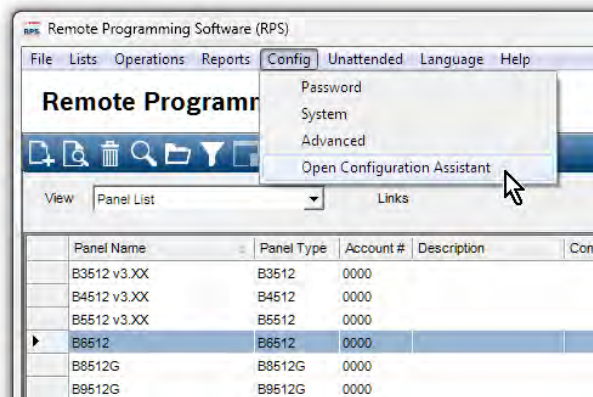 RPS Remote Programming Software (RPS)
File Lists Operations Reports Config Unattended Language Help
Password
Remote Programm
System
Advanced
Open Configuration Assistant
View Panel List Links
Panel Name Panel Type Account # Description Con
B3512 v3.XX B3512 0000
B4512 v3.XX B4512 0000
B5512 v3.XX B5512 0000
B6512 B6512 0000
B8512G B8512G 0000
B9512G B9512G 0000